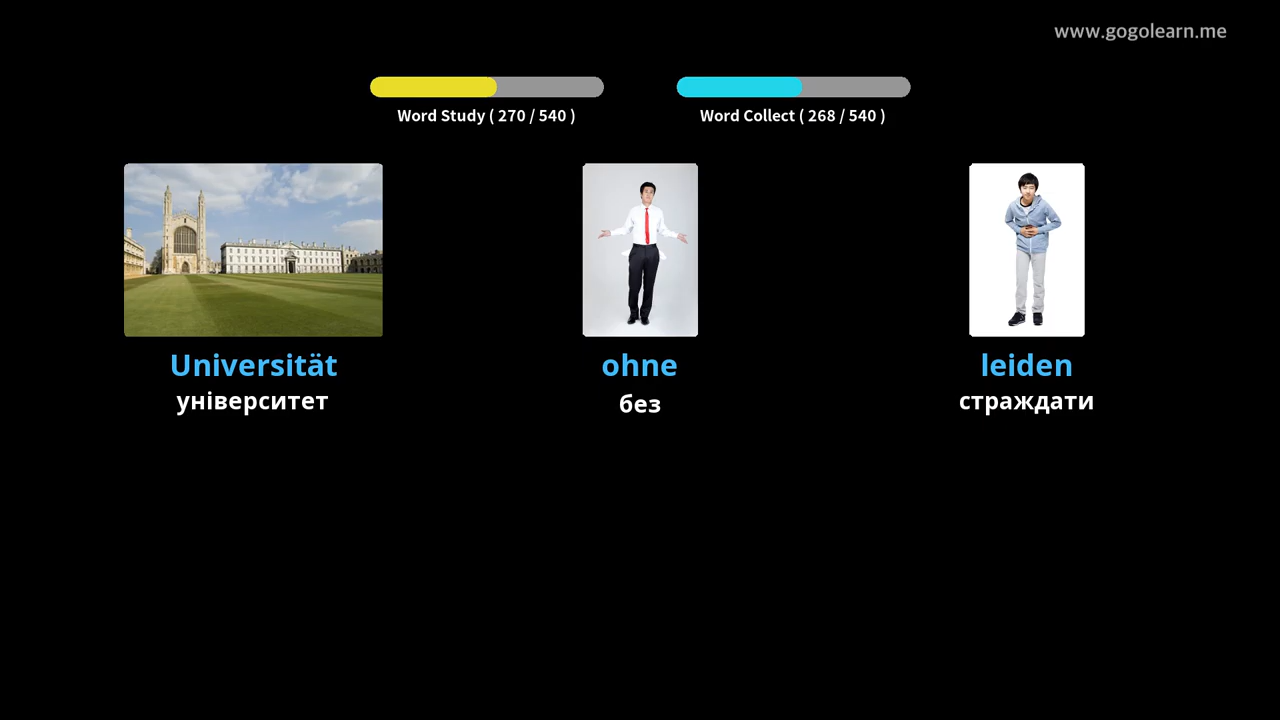 www.gogolearn.me
Word Study ( 270 / 540 )
Word Collect ( 268 / 540 )
Universität
ohne
leiden
університет
без
страждати